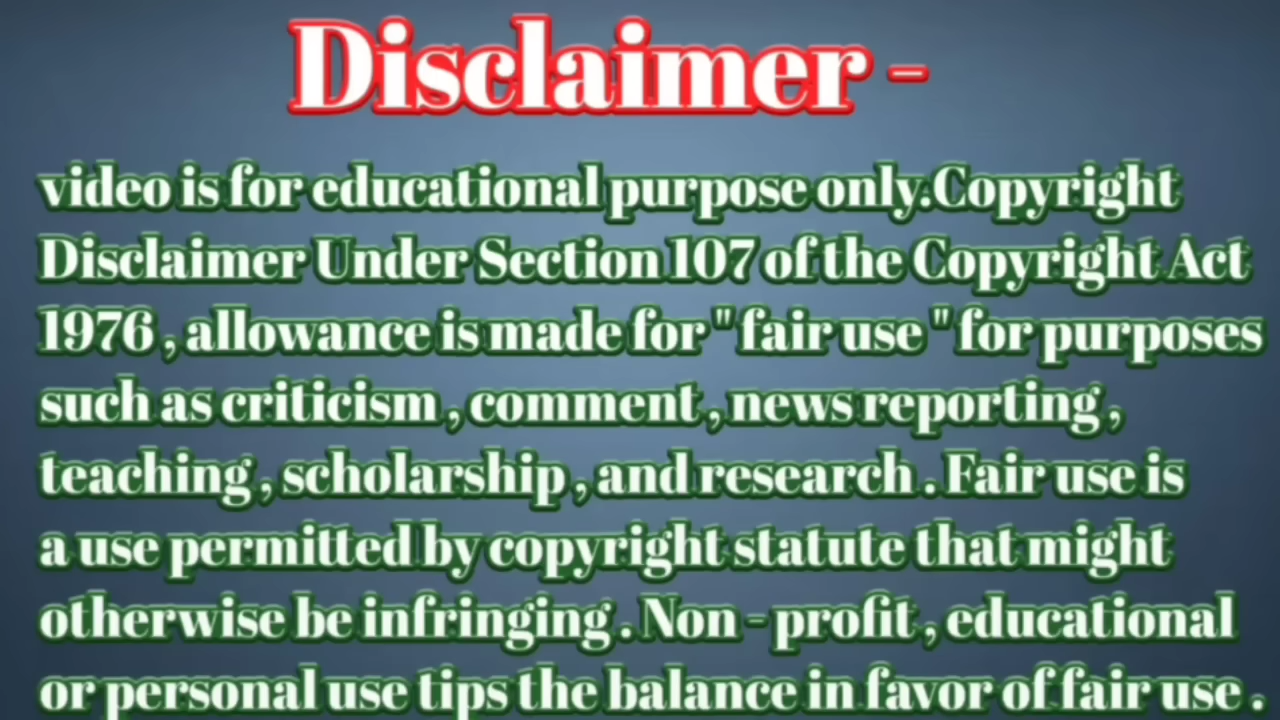 Disclaimer -
video is for educational purpose only.Copyright
Disclaimer Under Section 107 of the Copyright Act
1976 , allowance is made for " fair use " for purposes
such as criticism , comment , news reporting ,
teaching , scholarship , and research . Fair use is
a use permitted by copyright statute that might
otherwise be infringing . Non - profit , educational
or personal use tips the balance in favor of fair use .